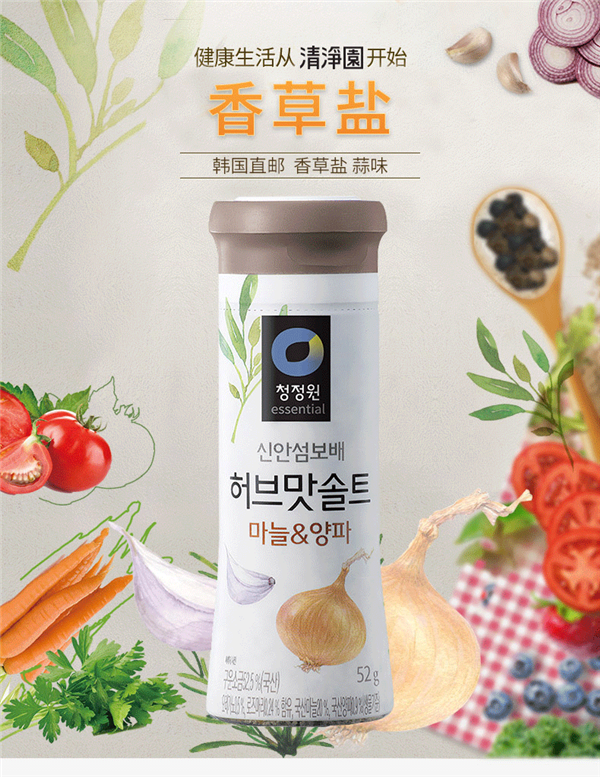 健康生活从 清淨園 开始
香草盐
韩国直邮 香草盐 蒜味
청정원
essential
신안섬보배
허브맛솔트
마늘&양파
52g